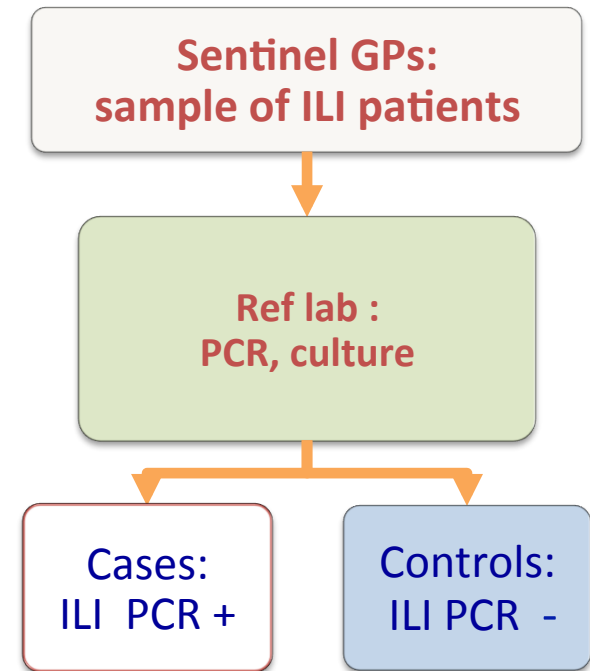 Sentinel GPs:
sample of ILI patients
Ref lab :
PCR, culture
Cases:
ILI PCR +
Controls:
ILI PCR -